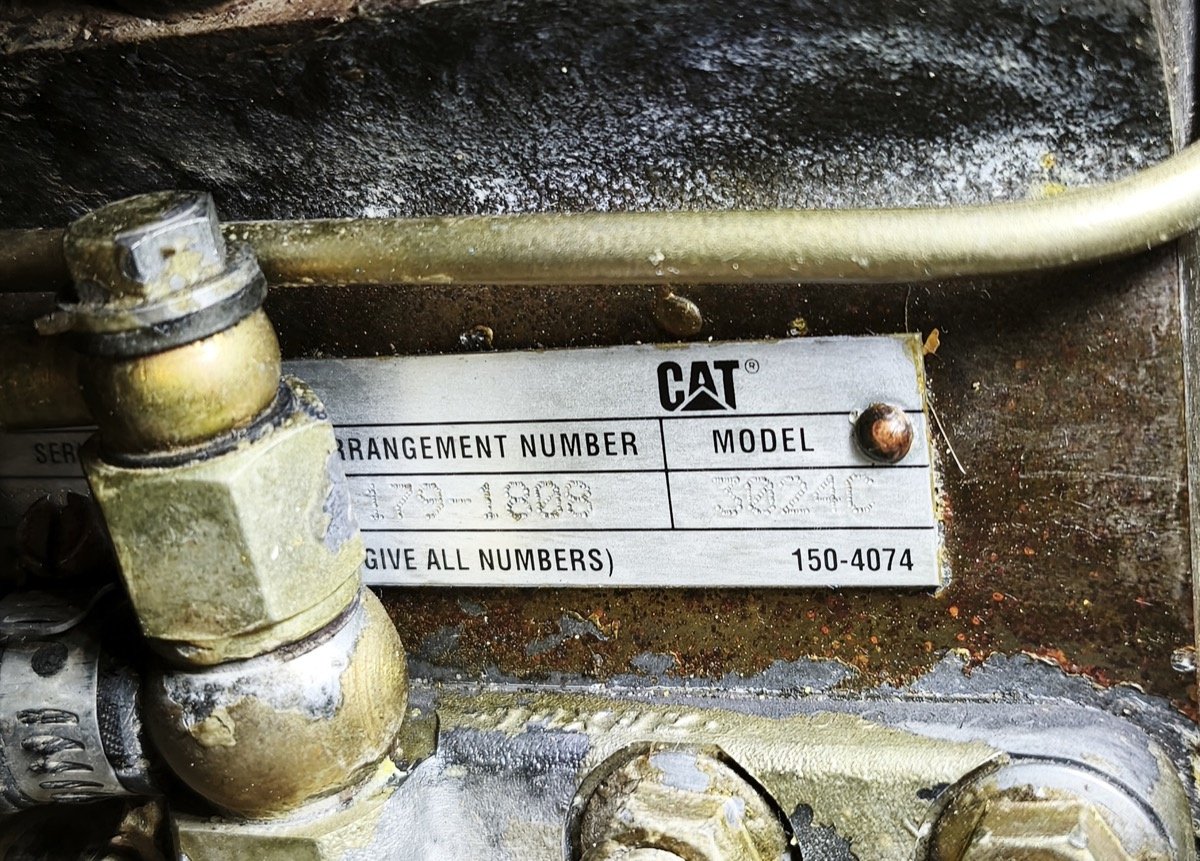 CAT®
SER
RRANGEMENT NUMBER
MODEL
179-1808
3024C
GIVE ALL NUMBERS)
150-4074